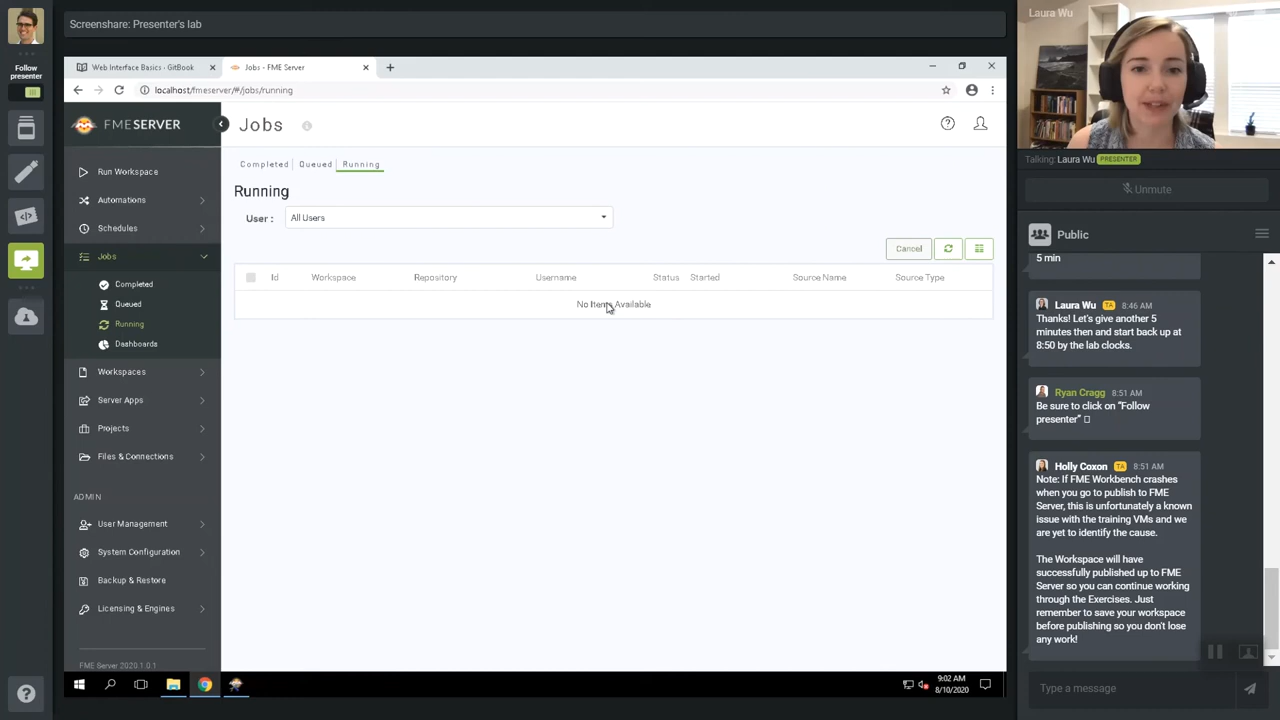 Screenshare: Presenter's lab
Follow
presenter
Web Interface Basics - GitBook
Jobs - FME Server
localhost/fmeserver/#/jobs/running
FMESERVER
Run Workspace
Automations
Schedules
Jobs
Completed
Queued
Running
Dashboards
Workspaces
Server Apps
Projects
Files & Connections
ADMIN
User Management
System Configuration
Backup & Restore
Licensing & Engines
FME Server 2020.1.0.1
Jobs
Completed Queued Running
Running
User : All Users
Cancel
Id Workspace Repository Username Status Started Source Name Source Type
No Items Available
9:02 AM
8/10/2020
Laura Wu
Talking: Laura Wu PRESENTER
Unmute
Public
5 min
Laura Wu TA 8:46 AM
Thanks! Let's give another 5
minutes then and start back up at
8:50 by the lab clocks.
Ryan Cragg 8:51 AM
Be sure to click on "Follow
presenter"
Holly Coxon TA 8:51 AM
Note: If FME Workbench crashes
when you go to publish to FME
Server, this is unfortunately a known
issue with the training VMs and we
are yet to identify the cause.
The Workspace will have
successfully published up to FME
Server so you can continue working
through the Exercises. Just
remember to save your workspace
before publishing so you don't lose
any work!
Type a message